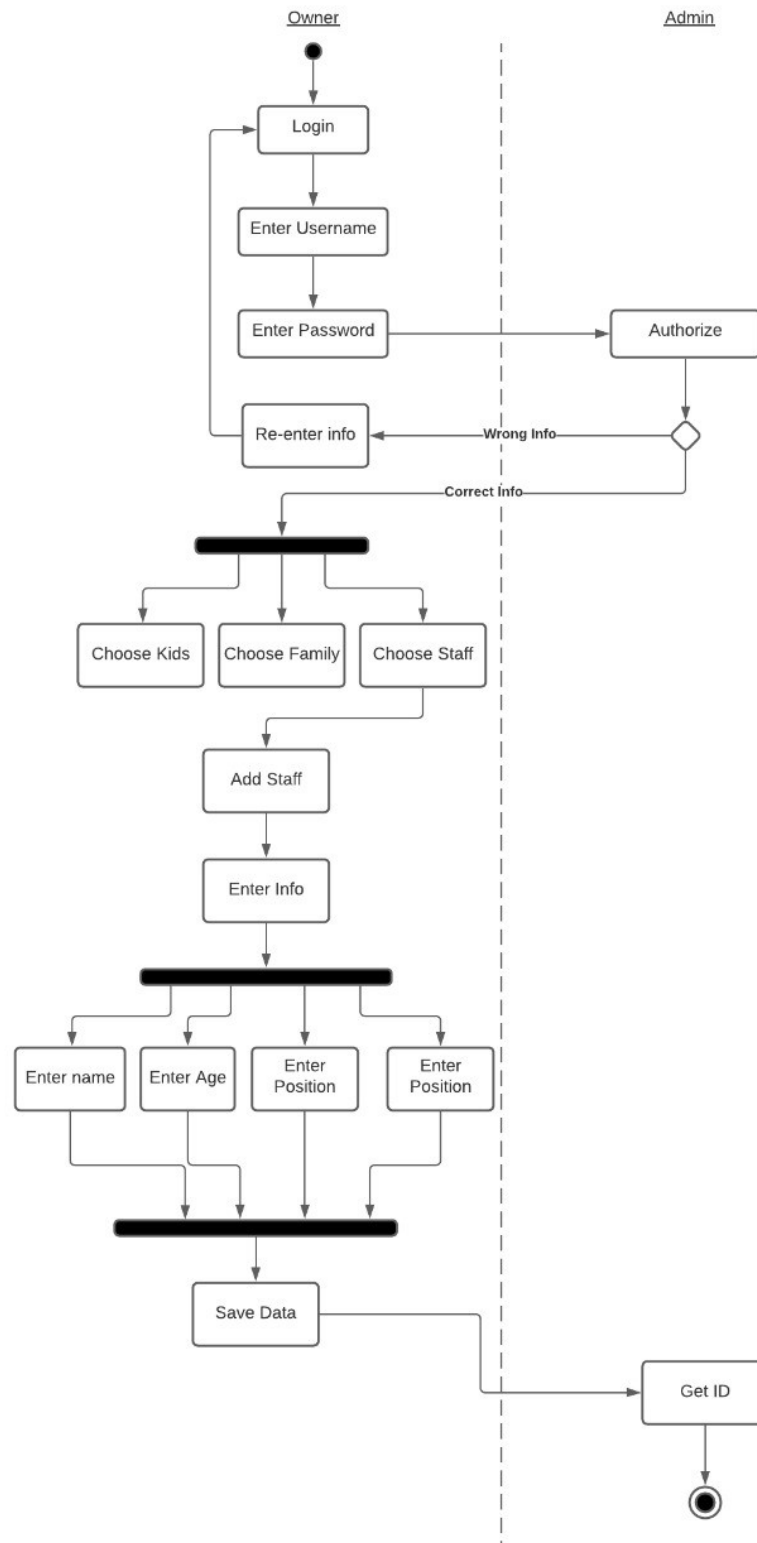 Owner
Admin
Login
Enter Username
Enter Password
Authorize
Re-enter info
Wrong Info
Correct Info
Choose Kids
Choose Family
Choose Staff
Add Staff
Enter Info
Enter name
Enter Age
Enter
Position
Enter
Position
Save Data
Get ID